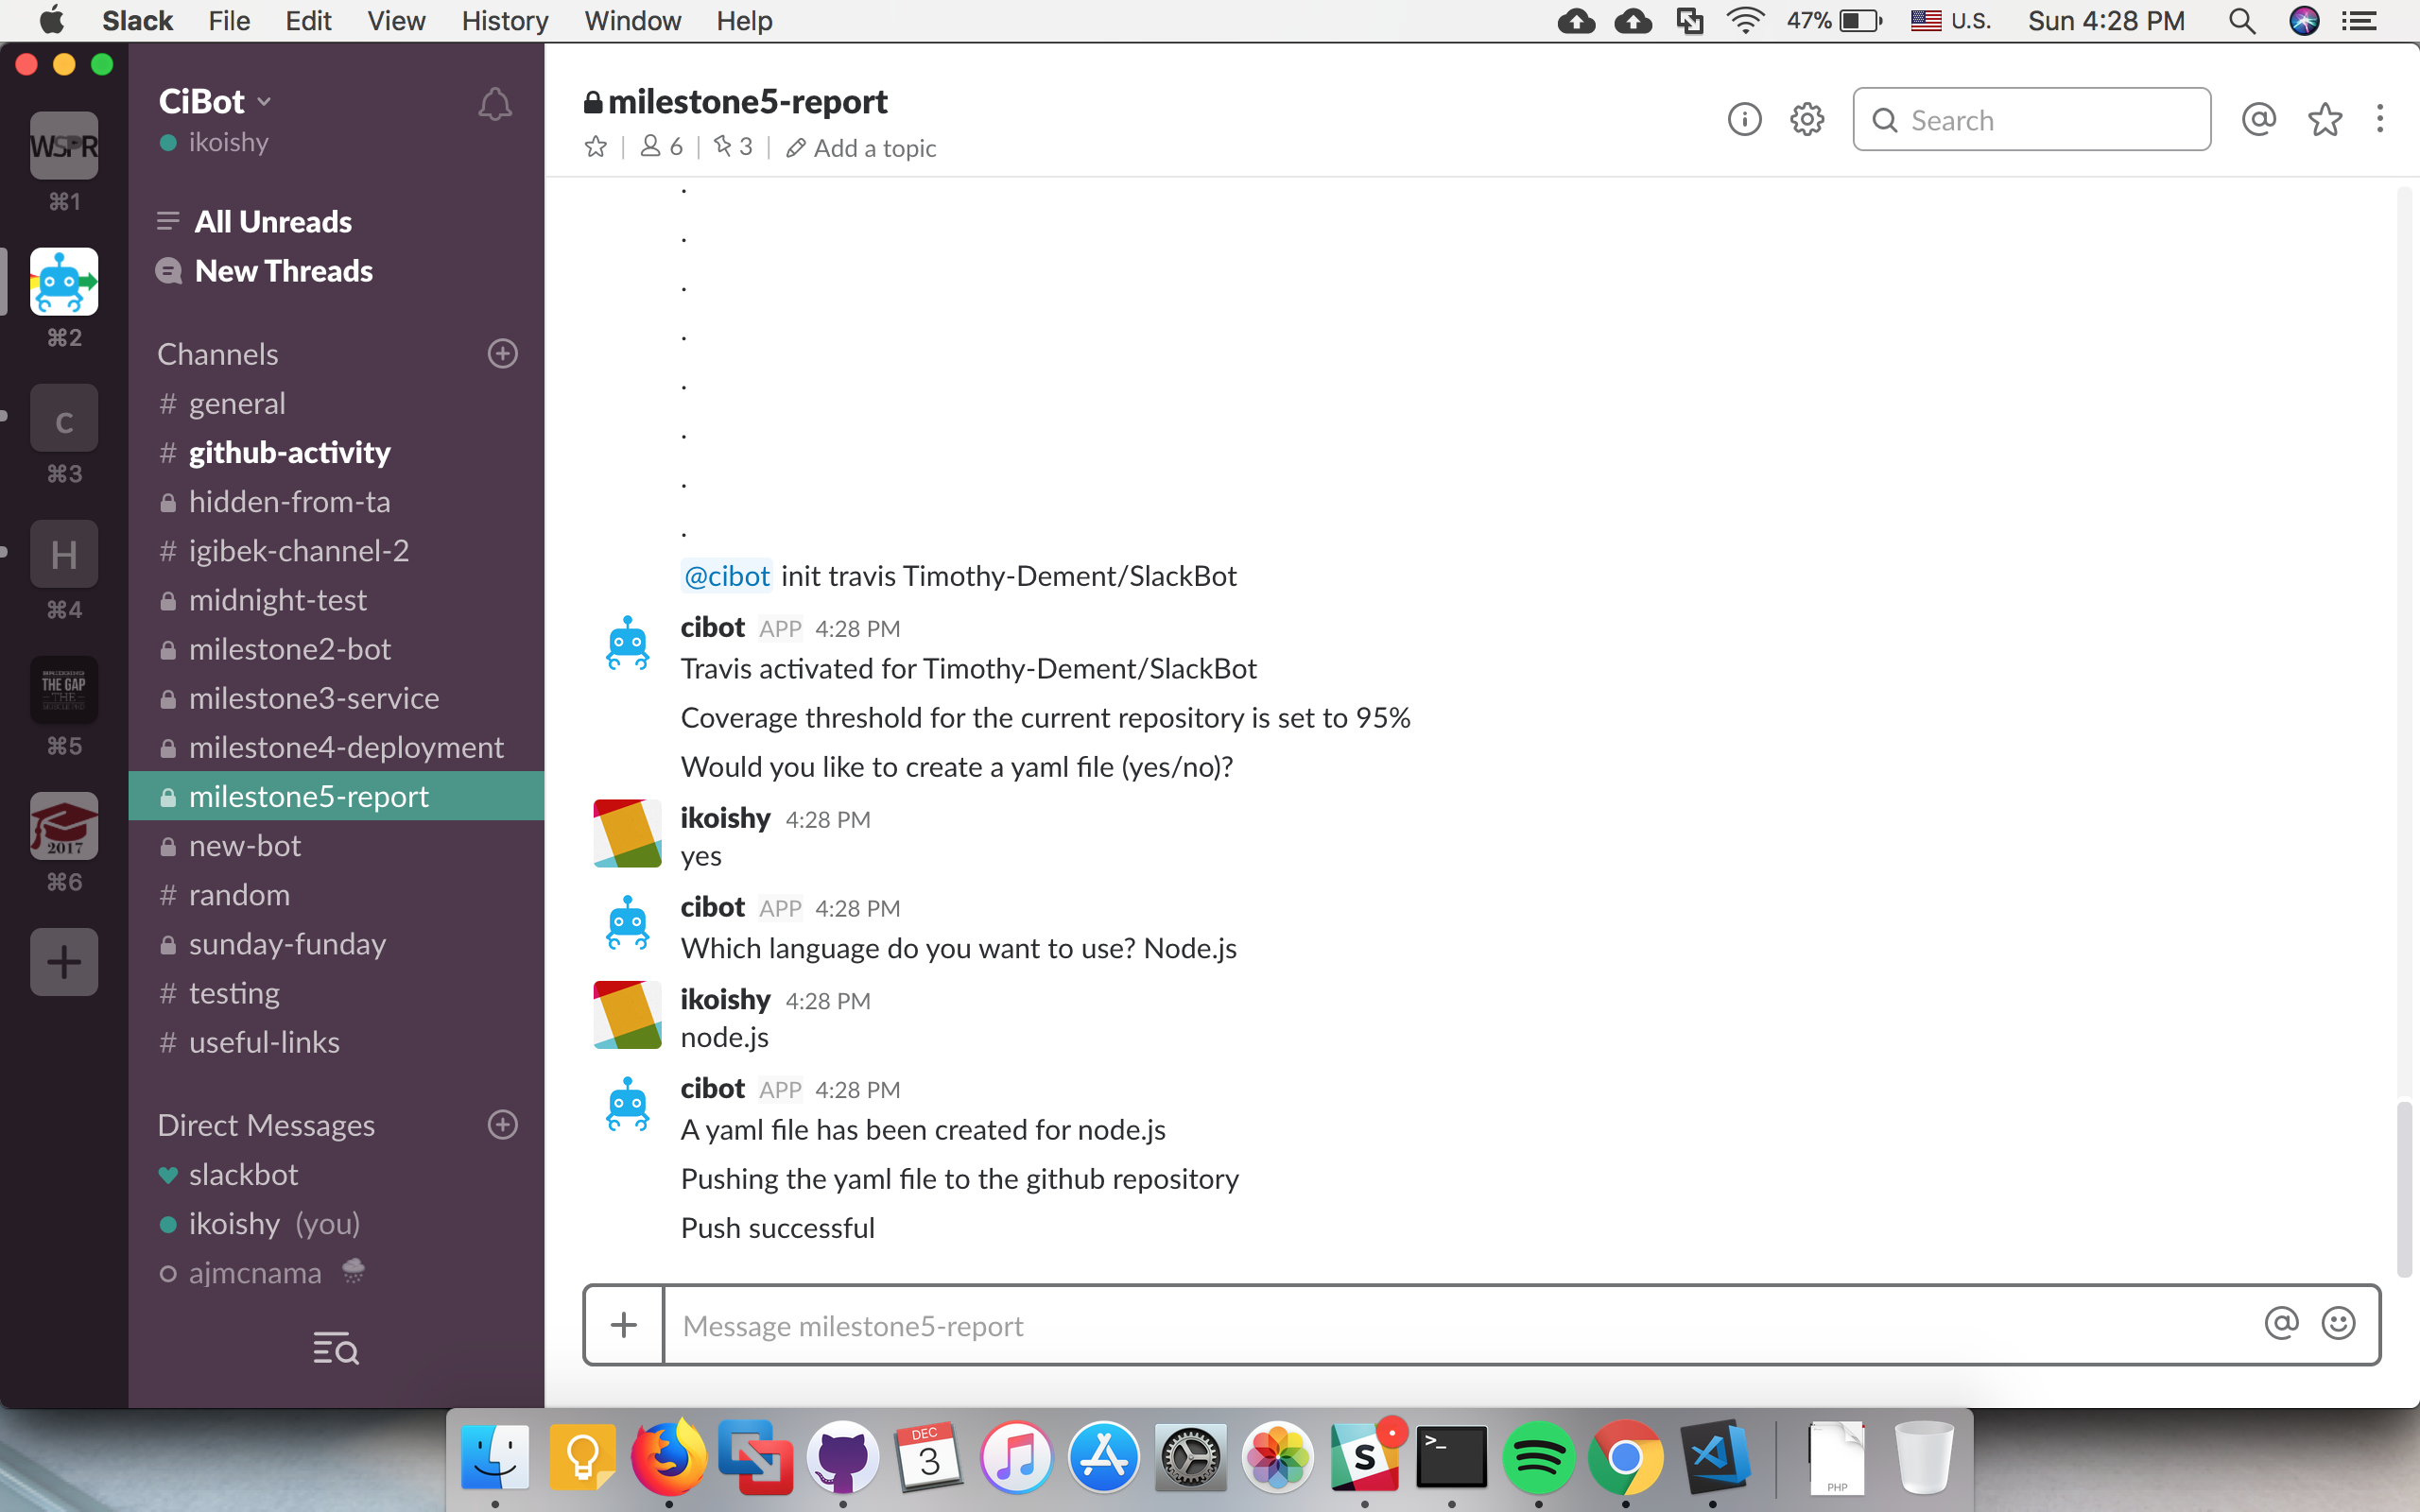 Slack File Edit View History Window Help 47% U.S. Sun 4:28 PM
WSPR
⌘1
⌘2
c
⌘3
H
⌘4
THE GAP
THE
⌘5
2017
⌘6
CiBot
ikoishy
All Unreads
New Threads
Channels
# general
# github-activity
hidden-from-ta
# igibek-channel-2
midnight-test
milestone2-bot
milestone3-service
milestone4-deployment
milestone5-report
new-bot
# random
sunday-funday
# testing
# useful-links
Direct Messages
slackbot
ikoishy (you)
ajmcnama
milestone5-report
6 | 3 | Add a topic
Search
.
.
.
.
.
.
.
.
@cibot init travis Timothy-Dement/SlackBot
cibot APP 4:28 PM
Travis activated for Timothy-Dement/SlackBot
Coverage threshold for the current repository is set to 95%
Would you like to create a yaml file (yes/no)?
ikoishy 4:28 PM
yes
cibot APP 4:28 PM
Which language do you want to use? Node.js
ikoishy 4:28 PM
node.js
cibot APP 4:28 PM
A yaml file has been created for node.js
Pushing the yaml file to the github repository
Push successful
Message milestone5-report
DEC
3
S
>_
PHP